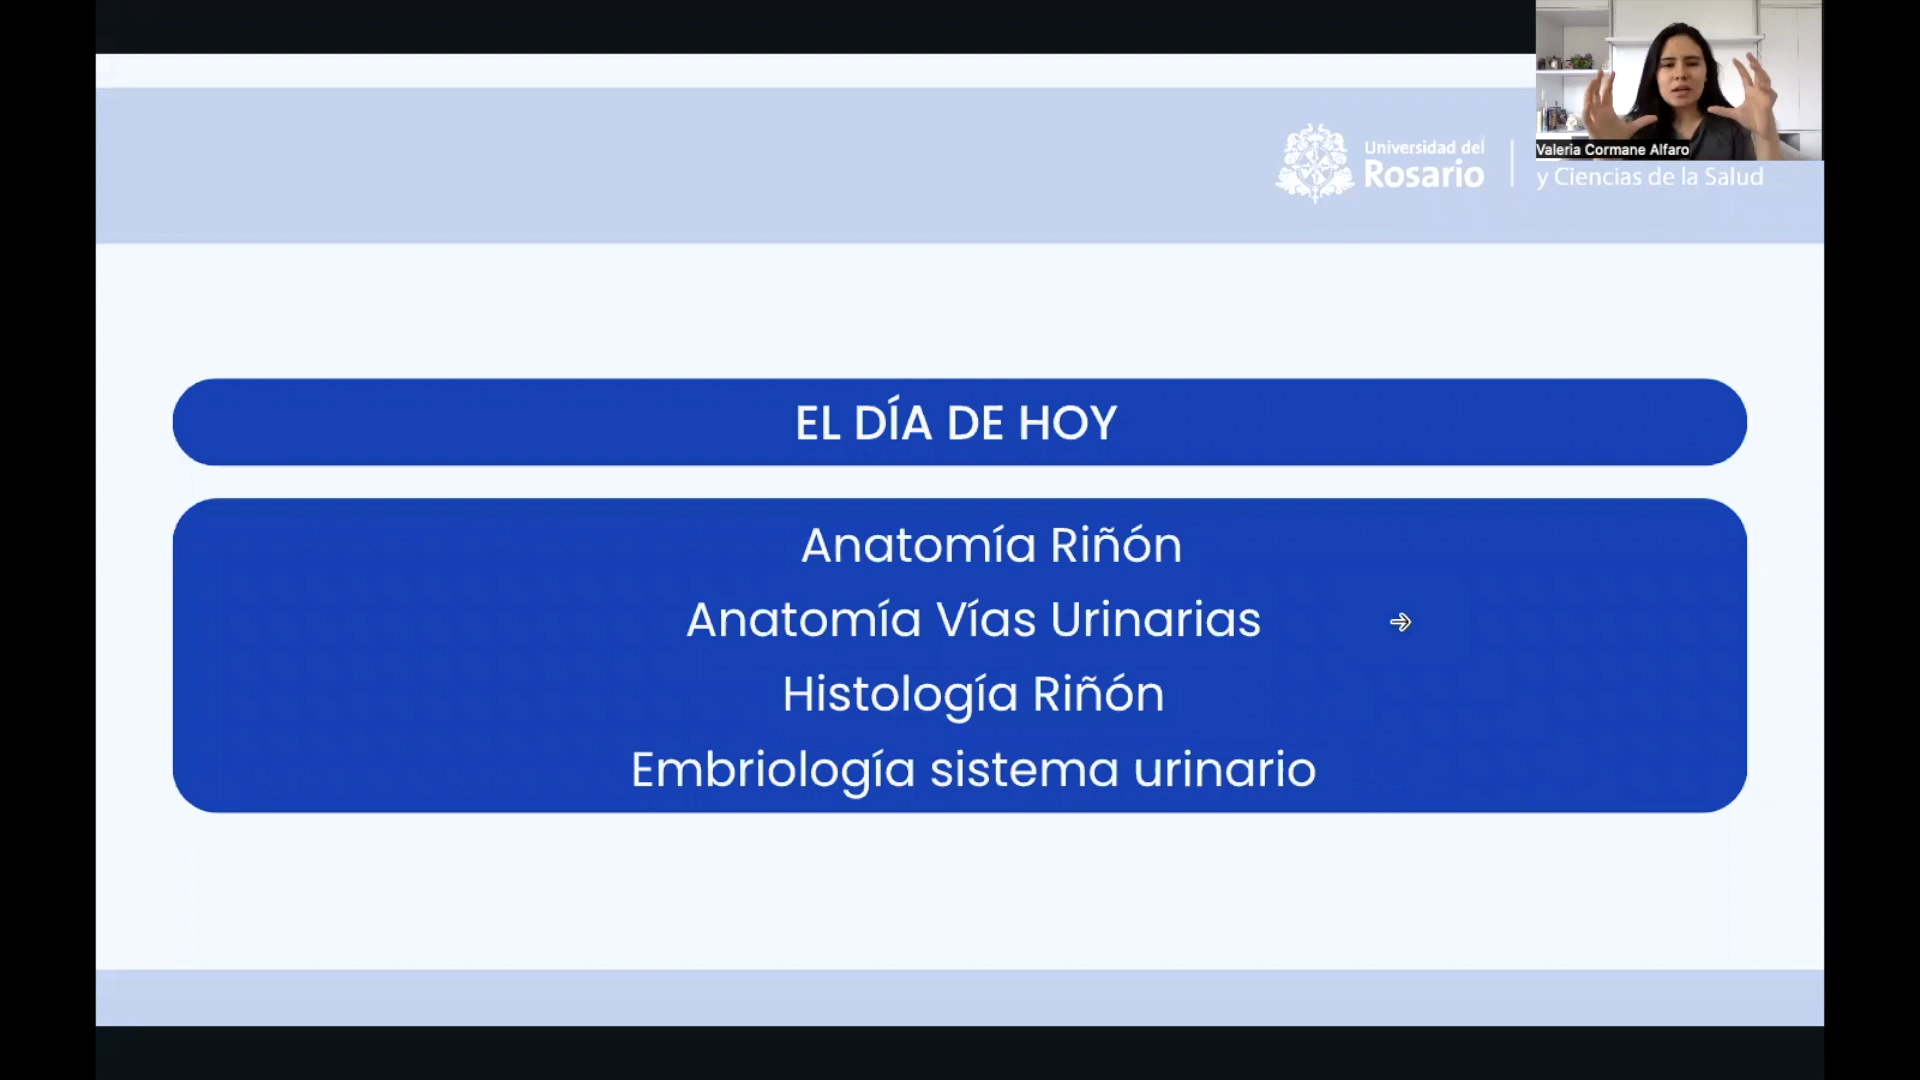 Valeria Cormane Alfaro
Universidad del
Rosario
y Ciencias de la Salud
EL DÍA DE HOY
Anatomía Riñón
Anatomía Vías Urinarias
Histología Riñón
Embriología sistema urinario